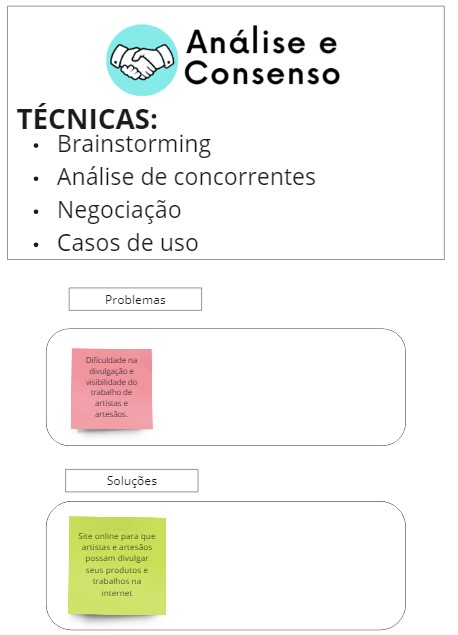 Análise e
Consenso
TÉCNICAS:
• Brainstorming
• Análise de concorrentes
• Negociação
• Casos de uso
Problemas
Dificuldade na
divulgação e
visibilidade do
trabalho de
artistas e
artesãos.
Soluções
Site online para que
artistas e artesãos
possam divulgar
seus produtos e
trabalhos na
internet